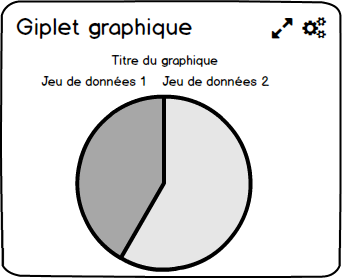 Giplet graphique
Titre du graphique
Jeu de données 1 Jeu de données 2